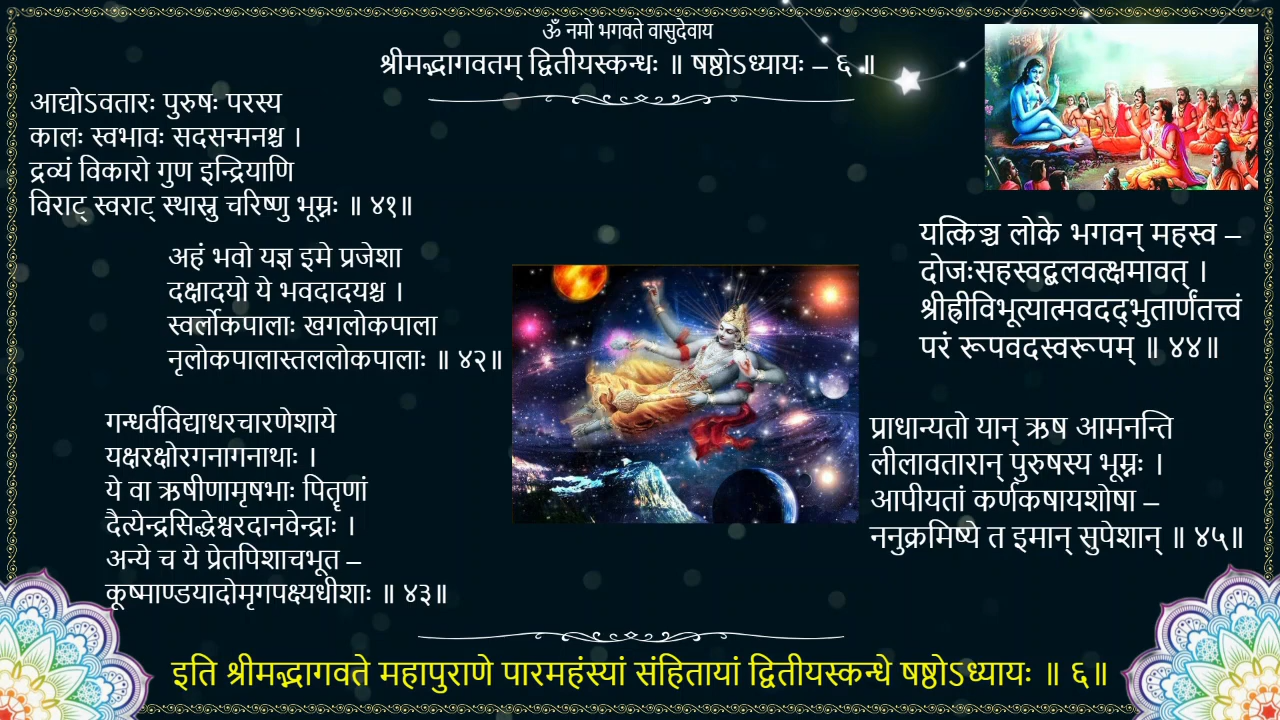 ॐ नमो भगवते वासुदेवाय
श्रीमद्भागवतम् द्वितीयस्कन्धः ॥ षष्ठोऽध्यायः – ६ ॥
आद्योऽवतारः पुरुषः परस्य
कालः स्वभावः सदसन्मनश्च ।
द्रव्यं विकारो गुण इन्द्रियाणि
विराट् स्वराट् स्थास्नु चरिष्णु भूम्नः ॥ ४१॥
अहं भवो यज्ञ इमे प्रजेशा
दक्षादयो ये भवदादयश्च ।
स्वर्लोकपालाः खगलोकपाला
नृलोकपालास्तललोकपालाः ॥ ४२॥
गन्धर्वविद्याधरचारणेशाये
यक्षरक्षोरगनागनाथाः ।
ये वा ऋषीणामृषभाः पितॄणां
दैत्येन्द्रसिद्धेश्वरदानवेन्द्राः ।
अन्ये च ये प्रेतपिशाचभूत –
कूष्माण्डयादोमृगपक्ष्यधीशाः ॥ ४३॥
यत्किञ्च लोके भगवन् महस्व –
दोजःसहस्वद्बलवत्क्षमावत् ।
श्रीह्रीविभूत्यात्मवदद्भुतार्णंतत्त्वं
परं रूपवदस्वरूपम् ॥ ४४॥
प्राधान्यतो यान् ऋष आमनन्ति
लीलावतारान् पुरुषस्य भूम्नः ।
आपीयतां कर्णकषायशोषा –
ननुक्रमिष्ये त इमान् सुपेशान् ॥ ४५॥
इति श्रीमद्भागवते महापुराणे पारमहंस्यां संहितायां द्वितीयस्कन्धे षष्ठोऽध्यायः ॥ ६॥